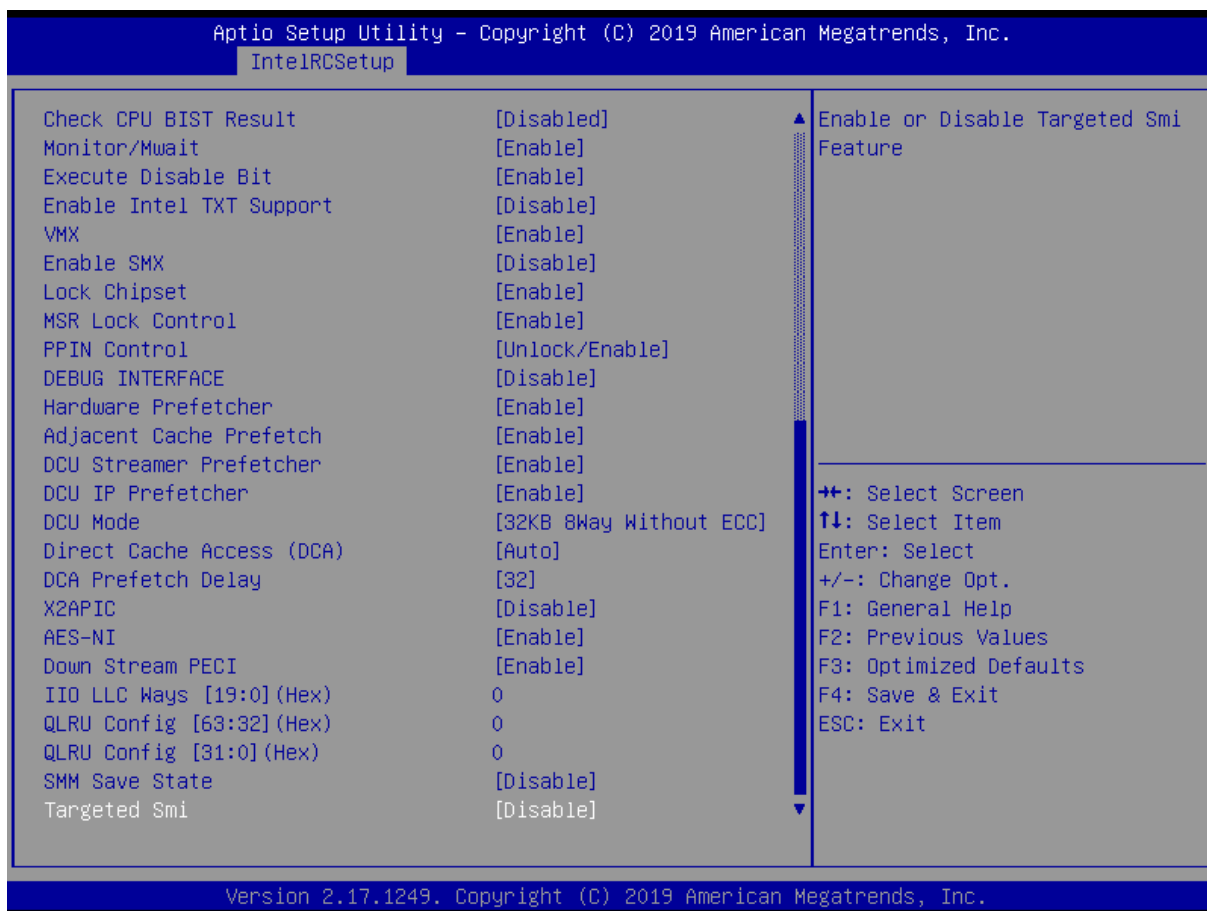 Aptio Setup Utility – Copyright (C) 2019 American Megatrends, Inc.
IntelRCSetup
Check CPU BIST Result [Disabled]
Monitor/Mwait [Enable]
Execute Disable Bit [Enable]
Enable Intel TXT Support [Disable]
VMX [Enable]
Enable SMX [Disable]
Lock Chipset [Enable]
MSR Lock Control [Enable]
PPIN Control [Unlock/Enable]
DEBUG INTERFACE [Disable]
Hardware Prefetcher [Enable]
Adjacent Cache Prefetch [Enable]
DCU Streamer Prefetcher [Enable]
DCU IP Prefetcher [Enable]
DCU Mode [32KB 8Way Without ECC]
Direct Cache Access (DCA) [Auto]
DCA Prefetch Delay [32]
X2APIC [Disable]
AES-NI [Enable]
Down Stream PECI [Enable]
IIO LLC Ways [19:0](Hex) 0
QLRU Config [63:32](Hex) 0
QLRU Config [31:0](Hex) 0
SMM Save State [Disable]
Targeted Smi [Disable]
Enable or Disable Targeted Smi
Feature
→←: Select Screen
↑↓: Select Item
Enter: Select
+/-: Change Opt.
F1: General Help
F2: Previous Values
F3: Optimized Defaults
F4: Save & Exit
ESC: Exit
Version 2.17.1249. Copyright (C) 2019 American Megatrends, Inc.